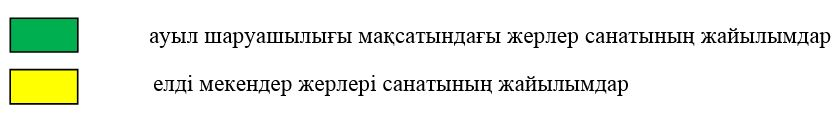 ауыл шаруашылығы мақсатындағы жерлер санатының жайылымдар
елді мекендер жерлері санатының жайылымдар